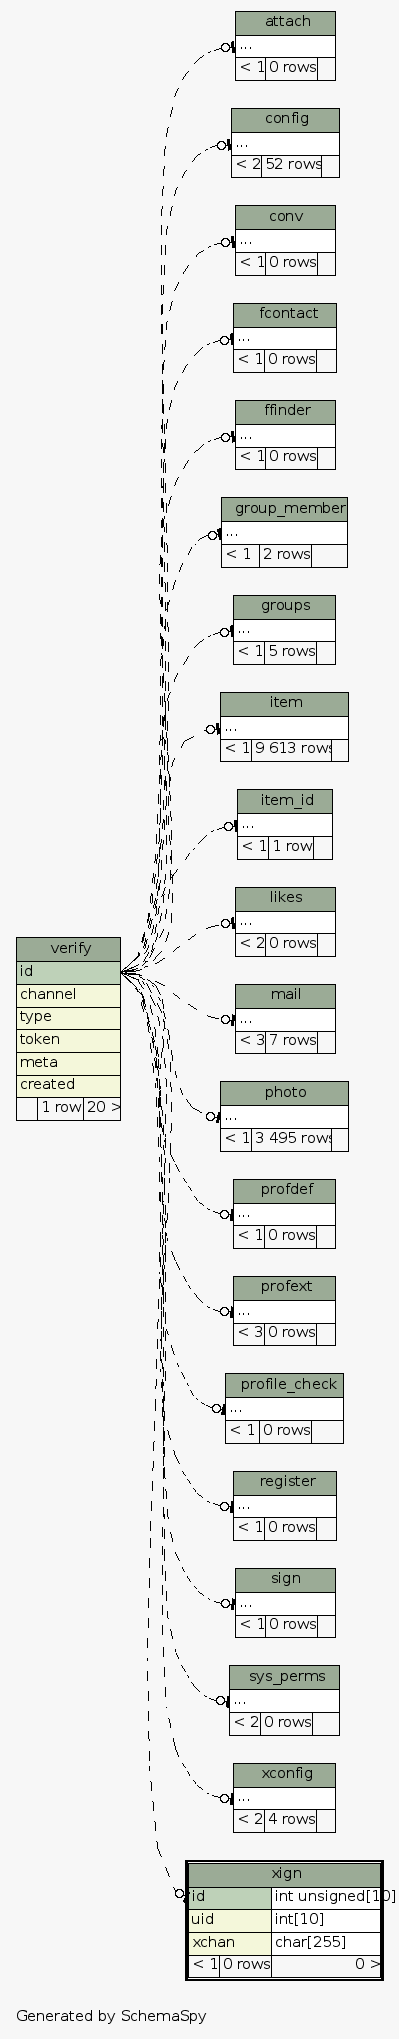 attach
...
< 1 0 rows
config
...
< 2 52 rows
conv
...
< 1 0 rows
fcontact
...
< 1 0 rows
ffinder
...
< 1 0 rows
group_member
...
< 1 2 rows
groups
...
< 1 5 rows
item
...
< 1 9 613 rows
item_id
...
< 1 1 row
likes
...
< 2 0 rows
verify
id
channel
type
token
meta
created
1 row 20 >
mail
...
< 3 7 rows
photo
...
< 1 3 495 rows
profdef
...
< 1 0 rows
profext
...
< 3 0 rows
profile_check
...
< 1 0 rows
register
...
< 1 0 rows
sign
...
< 1 0 rows
sys_perms
...
< 2 0 rows
xconfig
...
< 2 4 rows
xign
id int unsigned[10]
uid int[10]
xchan char[255]
< 1 0 rows 0 >
Generated by SchemaSpy